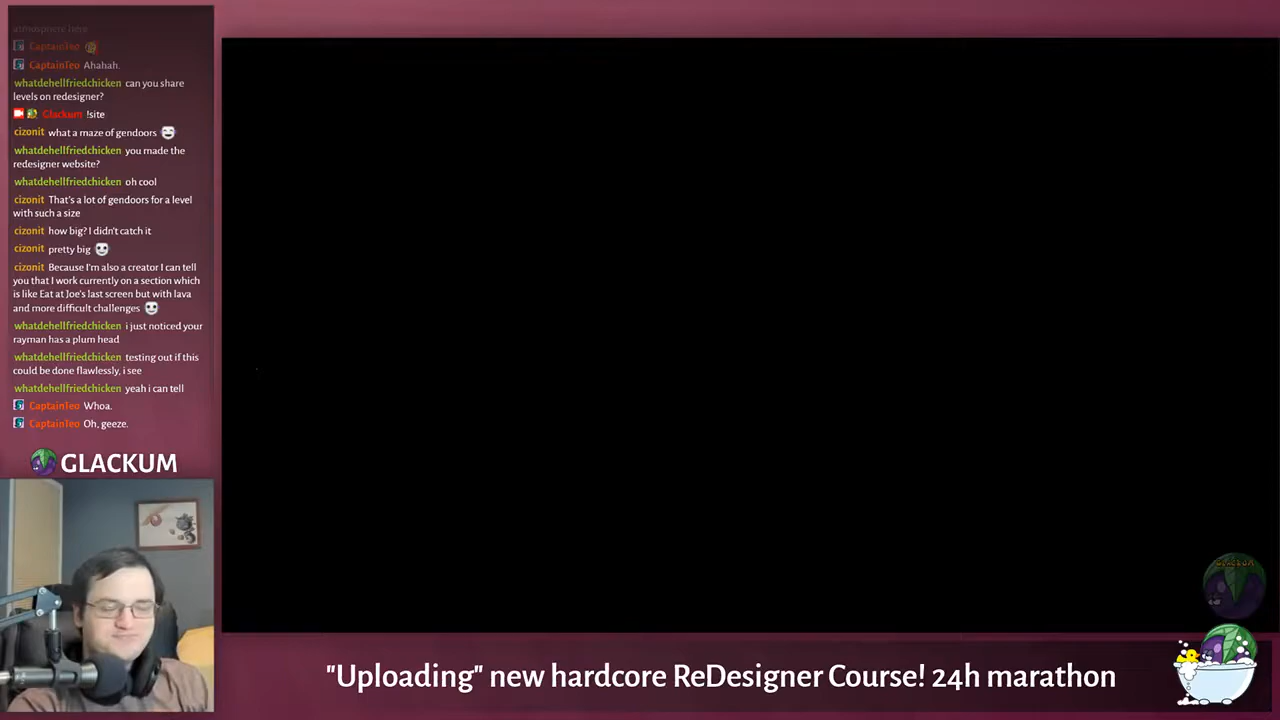 atmosphere here
CaptainTeo
CaptainTeo Ahahah.
whatdehellfriedchicken can you share
levels on redesigner?
Glackum !site
cizonit what a maze of gendoors
whatdehellfriedchicken you made the
redesigner website?
whatdehellfriedchicken oh cool
cizonit That's a lot of gendoors for a level
with such a size
cizonit how big? I didn't catch it
cizonit pretty big
cizonit Because I'm also a creator I can tell
you that I work currently on a section which
is like Eat at Joe's last screen but with lava
and more difficult challenges
whatdehellfriedchicken i just noticed your
rayman has a plum head
whatdehellfriedchicken testing out if this
could be done flawlessly, i see
whatdehellfriedchicken yeah i can tell
CaptainTeo Whoa.
CaptainTeo Oh, geeze.
GLACKUM
GLACKUM
"Uploading" new hardcore ReDesigner Course! 24h marathon